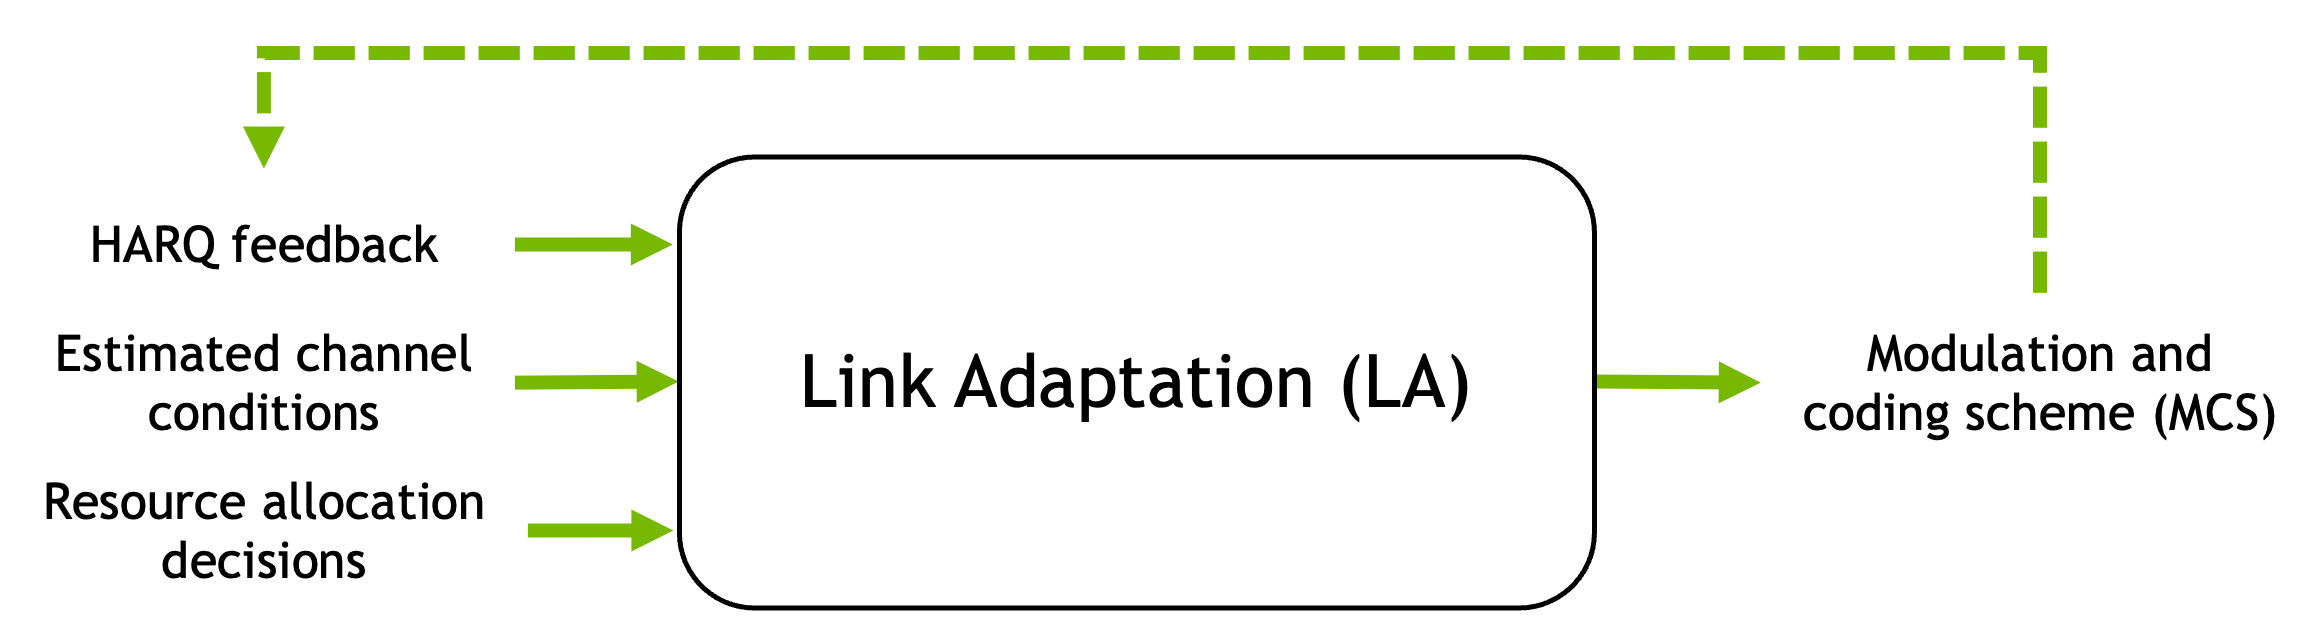 HARQ feedback
Estimated channel
conditions
Resource allocation
decisions
Link Adaptation (LA)
Modulation and
coding scheme (MCS)